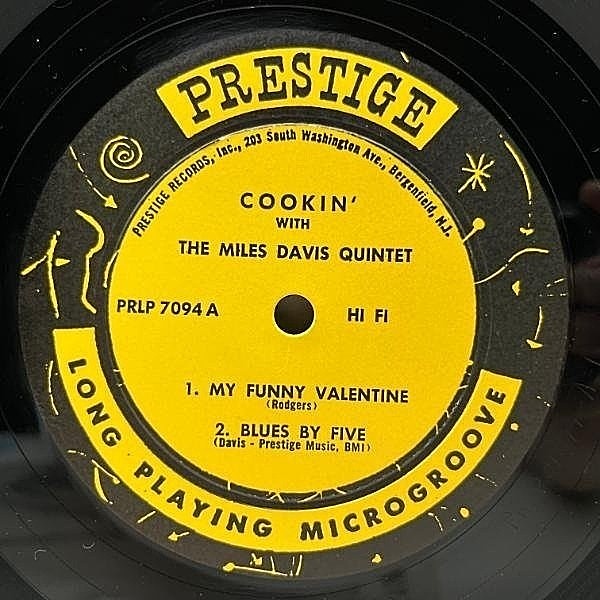 PRESTIGE
PRESTIGE RECORDS, Inc., 203 South Washington Ave., Bergenfield, N.J.
COOKIN'
WITH
THE MILES DAVIS QUINTET
PRLP 7094 A
HI FI
1. MY FUNNY VALENTINE
(Rodgers)
2. BLUES BY FIVE
(Davis - Prestige Music, BMI)
LONG PLAYING MICROGROOVE